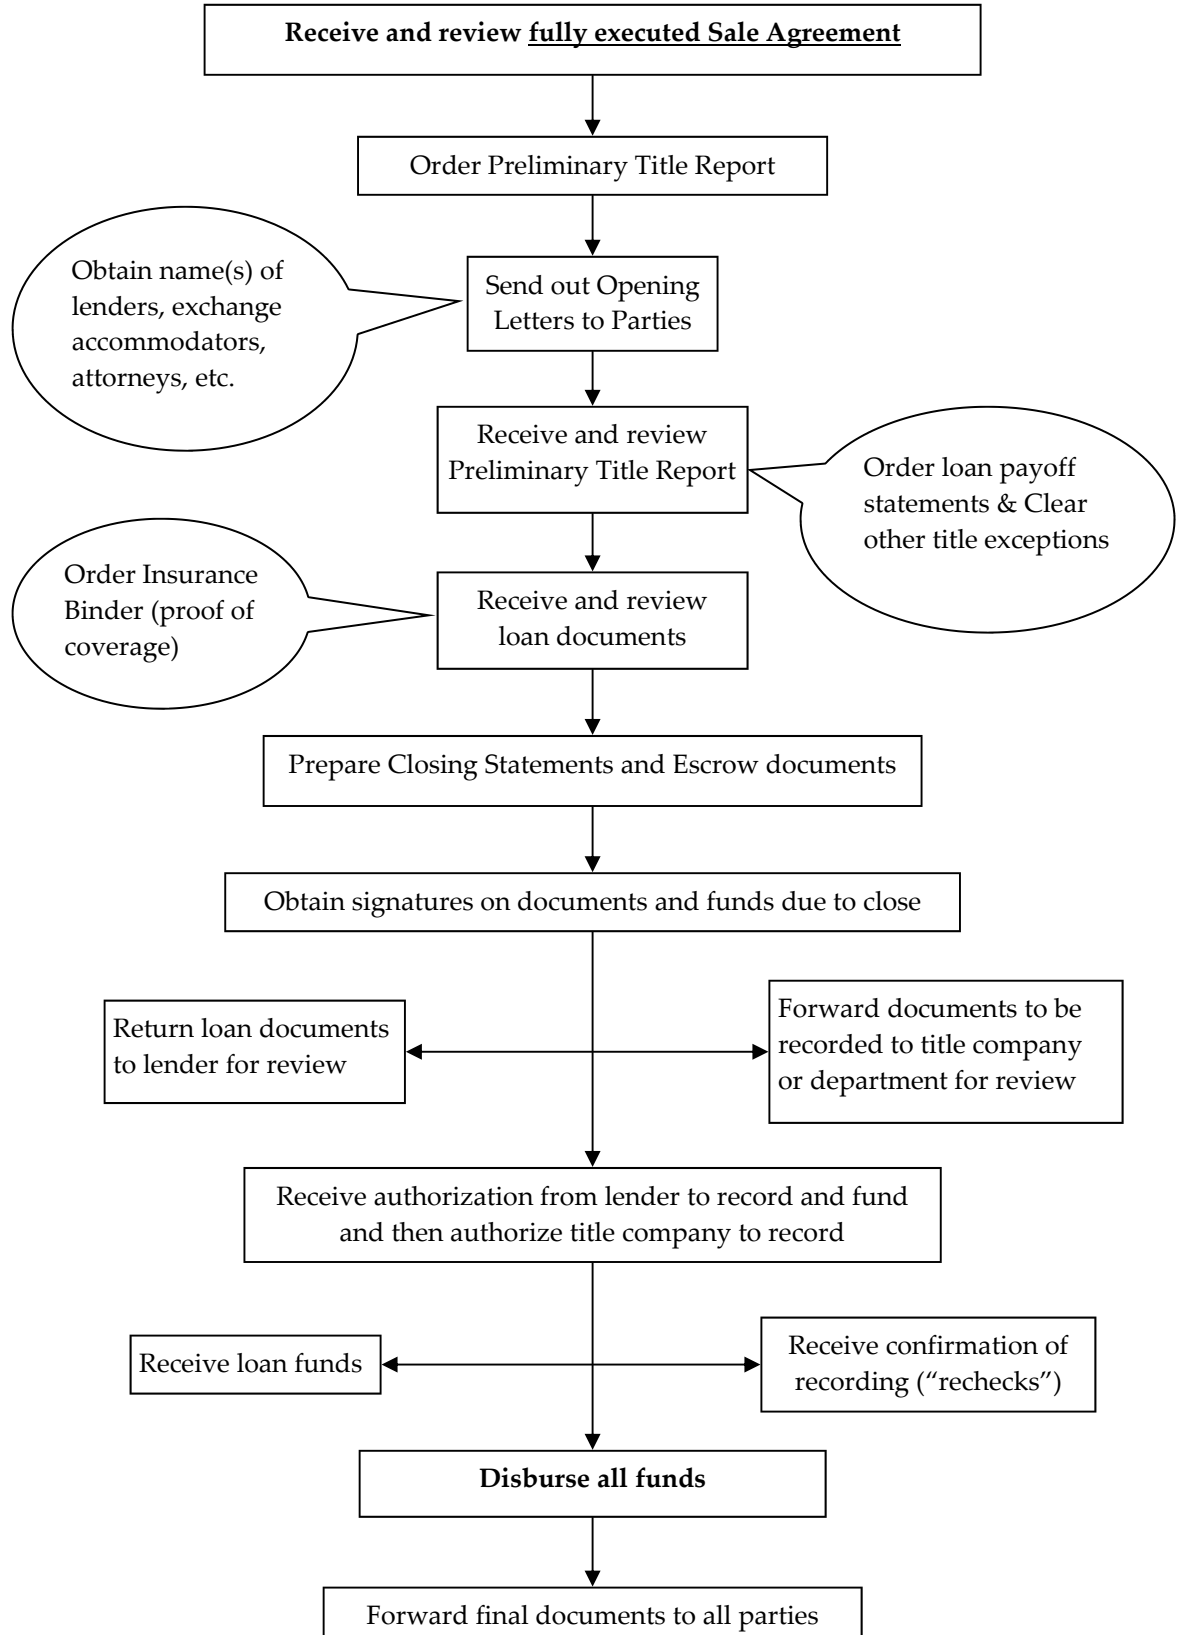 Receive and review fully executed Sale Agreement
Order Preliminary Title Report
Obtain name(s) of
lenders, exchange
accommodators,
attorneys, etc.
Send out Opening
Letters to Parties
Receive and review
Preliminary Title Report
Order loan payoff
statements & Clear
other title exceptions
Order Insurance
Binder (proof of
coverage)
Receive and review
loan documents
Prepare Closing Statements and Escrow documents
Obtain signatures on documents and funds due to close
Return loan documents
to lender for review
Forward documents to be
recorded to title company
or department for review
Receive authorization from lender to record and fund
and then authorize title company to record
Receive loan funds
Receive confirmation of
recording (“rechecks”)
Disburse all funds
Forward final documents to all parties